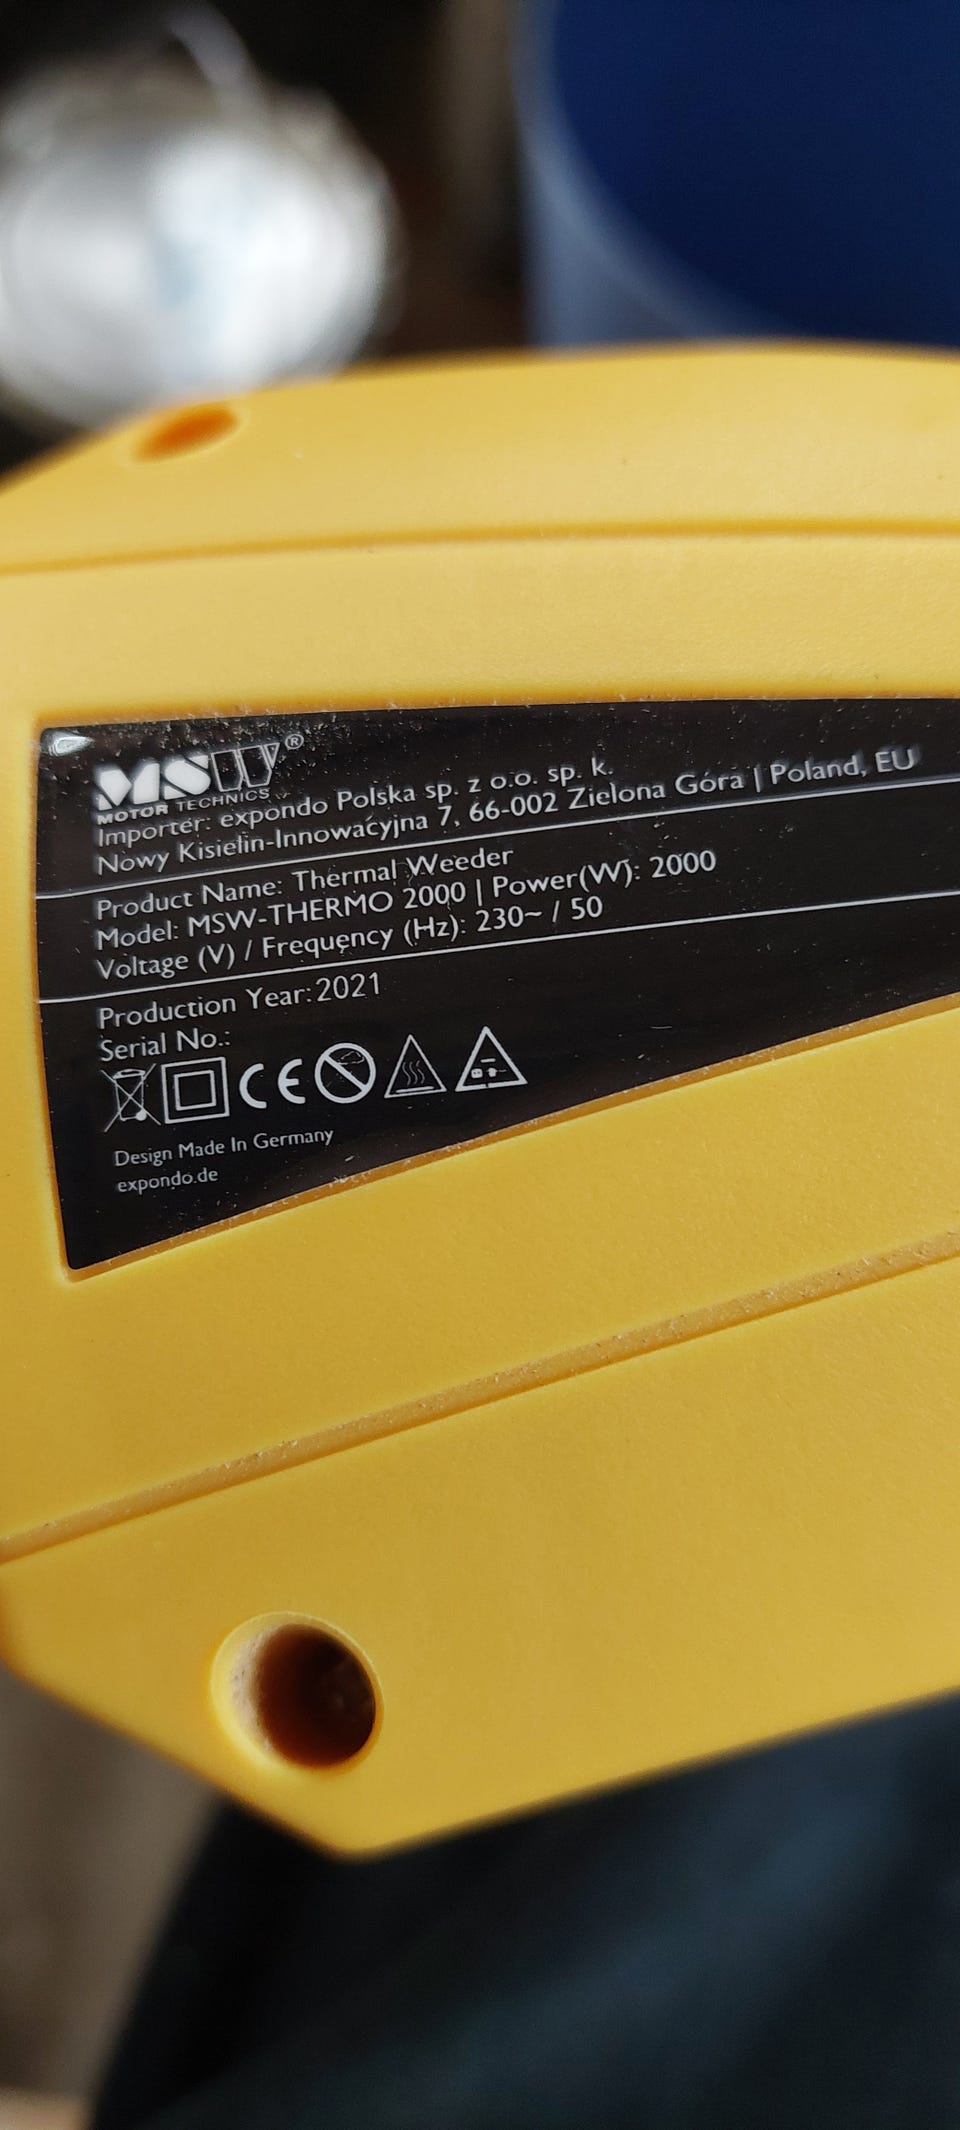 MSW®
MOTOR TECHNICS
Importer: expondo Polska sp. z o.o. sp. k.
Nowy Kisielin-Innowacyjna 7, 66-002 Zielona Góra | Poland, EU
Product Name: Thermal Weeder
Model: MSW-THERMO 2000 | Power(W): 2000
Voltage (V) / Frequency (Hz): 230~ / 50
Production Year: 2021
Serial No.:
CE
Design Made In Germany
expondo.de